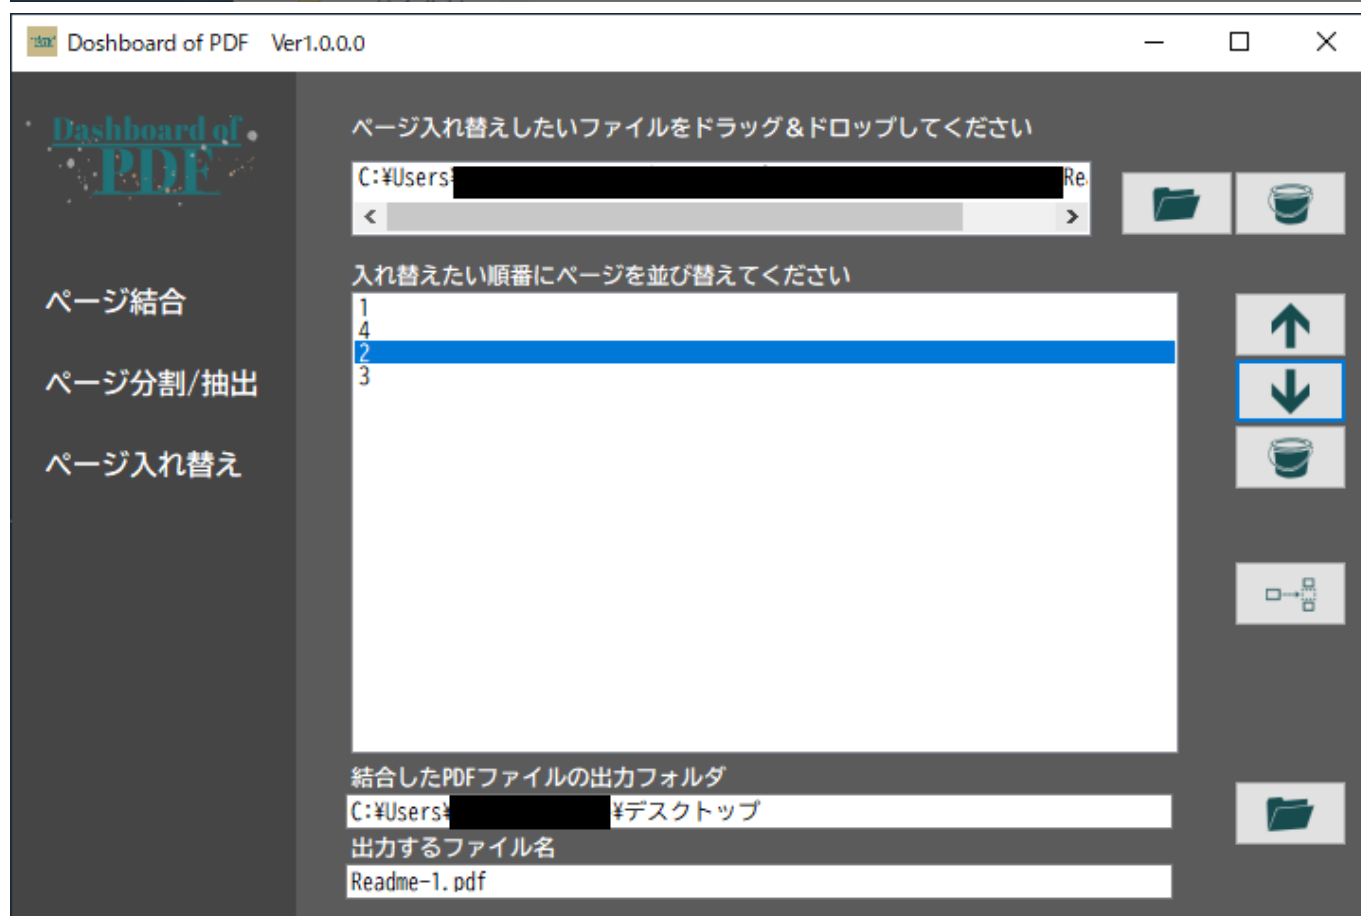 Doshboard of PDF Ver1.0.0.0
Dashboard of
PDF
ページ結合
ページ分割/抽出
ページ入れ替え
ページ入れ替えしたいファイルをドラッグ＆ドロップしてください
C:¥Users¥ Re
入れ替えたい順番にページを並び替えてください
1
4
2
3
結合したPDFファイルの出力フォルダ
C:¥Users¥ ¥デスクトップ
出力するファイル名
Readme-1.pdf